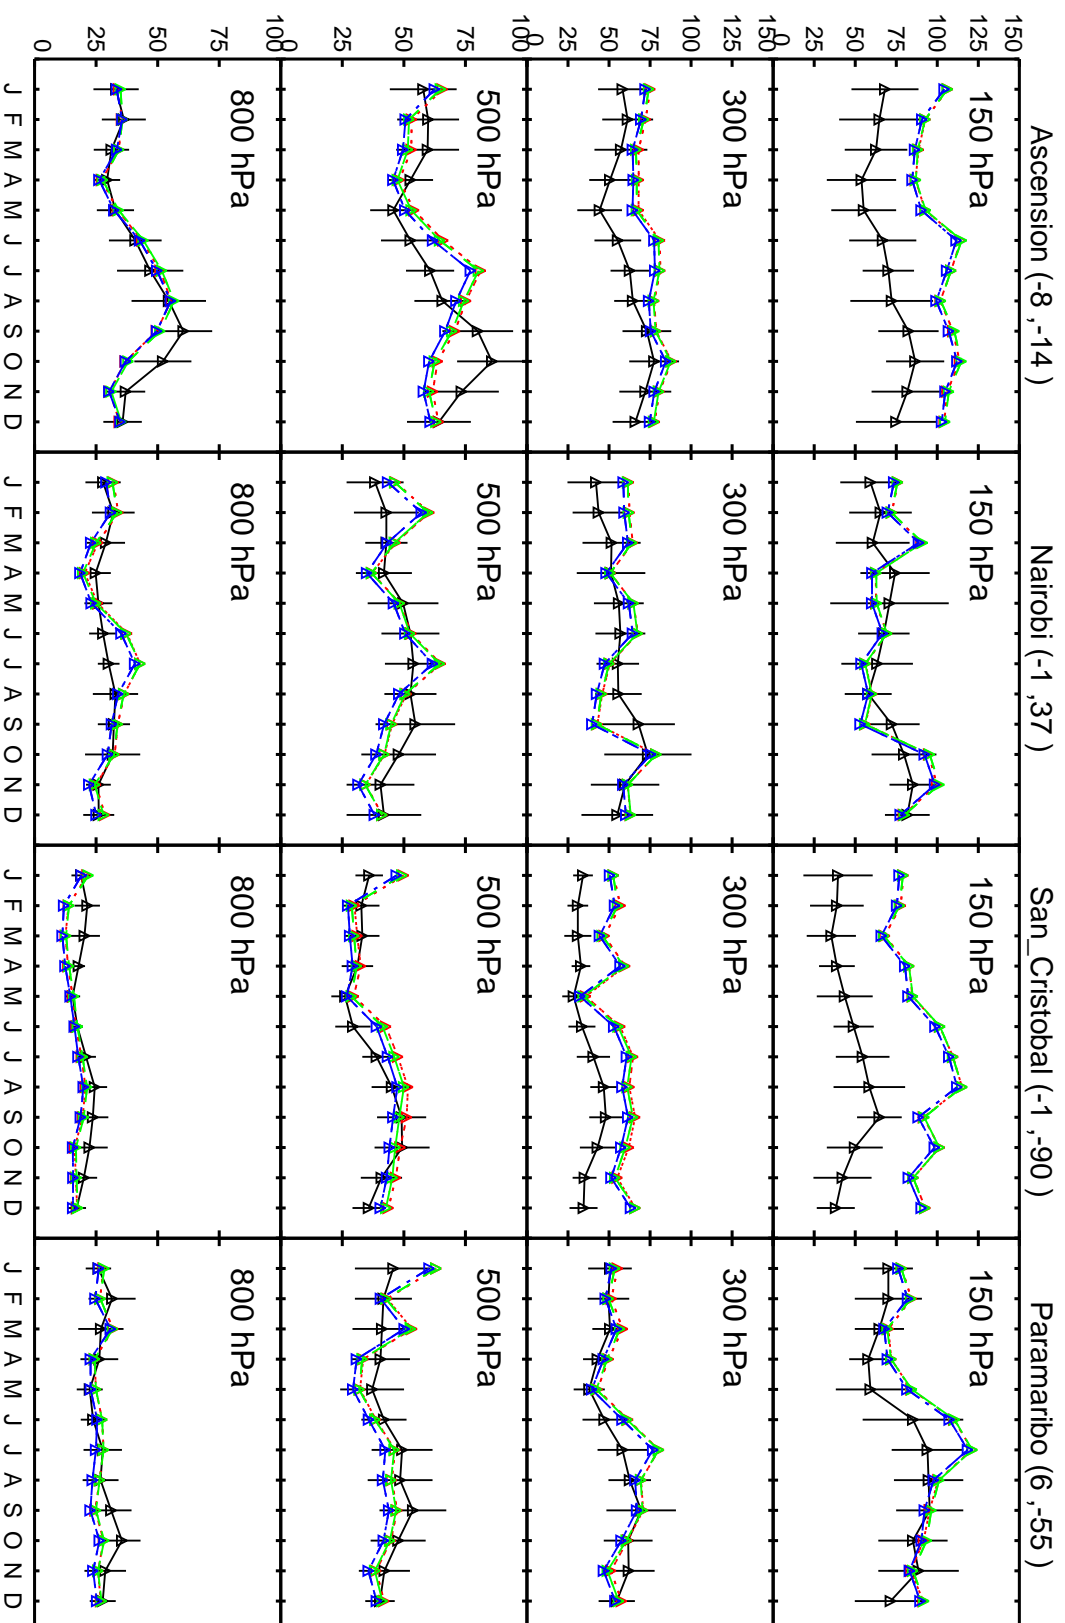 Ascension (-8 ,-14 )
Nairobi (-1 ,37 )
San_Cristobal (-1 ,-90 )
Paramaribo (6 ,-55 )
150
125
100
75
50
25
0
150 hPa
150 hPa
150 hPa
150 hPa
150
125
100
75
50
25
0
300 hPa
300 hPa
300 hPa
300 hPa
100
75
50
25
0
500 hPa
500 hPa
500 hPa
500 hPa
100
75
50
25
0
800 hPa
800 hPa
800 hPa
800 hPa
J F M A M J J A S O N D
J F M A M J J A S O N D
J F M A M J J A S O N D
J F M A M J J A S O N D